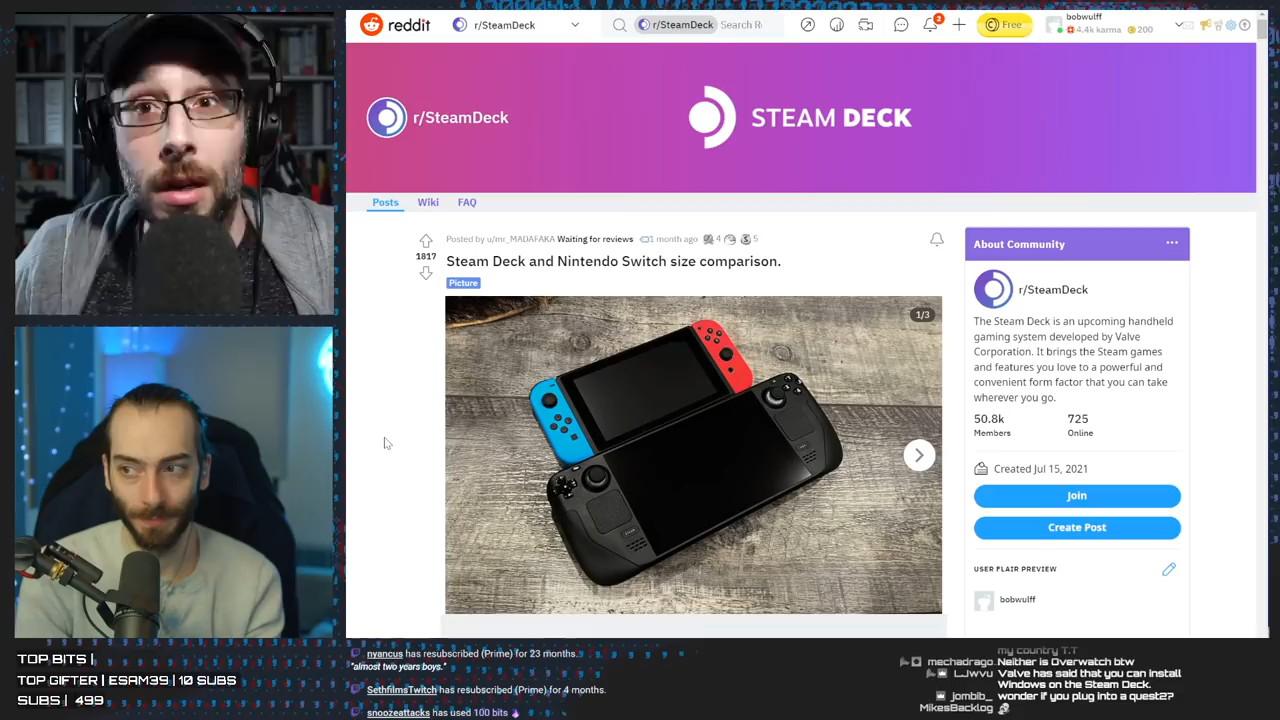 reddit
r/SteamDeck
r/SteamDeck
Search R
2
Free
bobwulff
4.4k karma
200
r/SteamDeck
STEAM DECK
Posts
Wiki
FAQ
1817
Posted by u/mr_MADAFAKA Waiting for reviews 1 month ago 4 5
Steam Deck and Nintendo Switch size comparison.
Picture
1/3
About Community
r/SteamDeck
The Steam Deck is an upcoming handheld
gaming system developed by Valve
Corporation. It brings the Steam games
and features you love to a powerful and
convenient form factor that you can take
wherever you go.
50.8k
725
Members
Online
Created Jul 15, 2021
Join
Create Post
USER FLAIR PREVIEW
bobwulff
TOP BITS |
TOP GIFTER | ESAM39 | 10 SUBS
SUBS | 499
nyancus has resubscribed (Prime) for 23 months.
"almost two years boys."
SethfilmsTwitch has resubscribed (Prime) for 4 months.
snoozeattacks has used 100 bits
my country T.T
mechadrago_ Neither is Overwatch btw
LJWVU Valve has said that you can install
Windows on the Steam Deck.
jombib_ wonder if you plug into a questa?
MikesBacklog